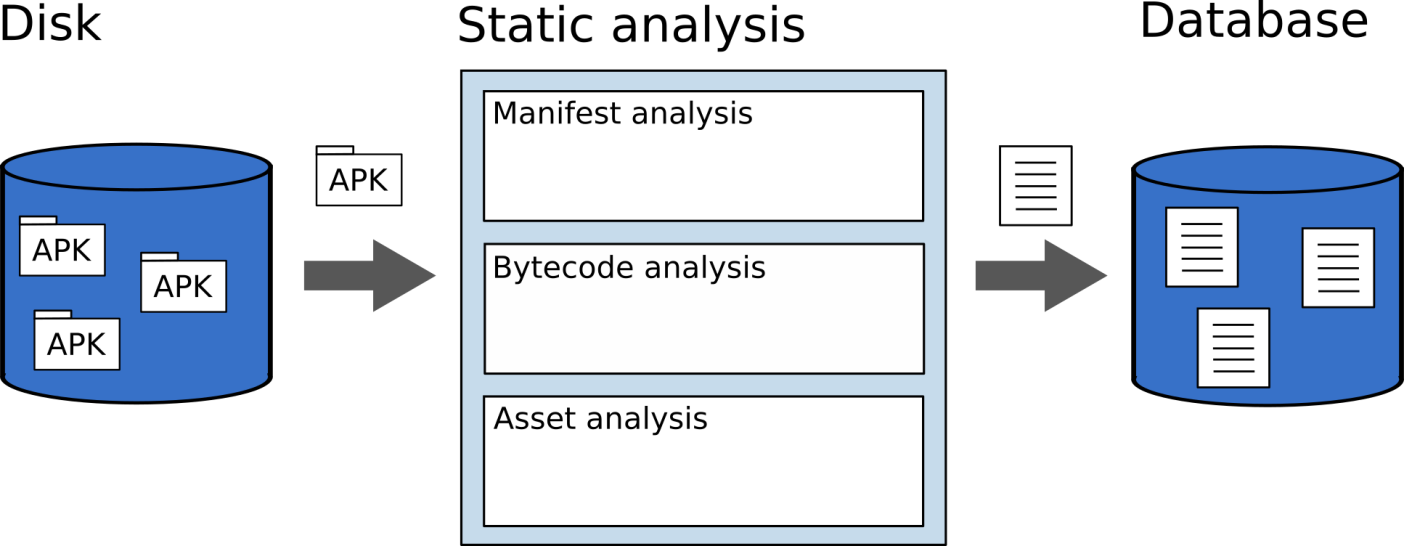 Disk
Static analysis
Database
Manifest analysis
APK
APK
APK
APK
Bytecode analysis
Asset analysis